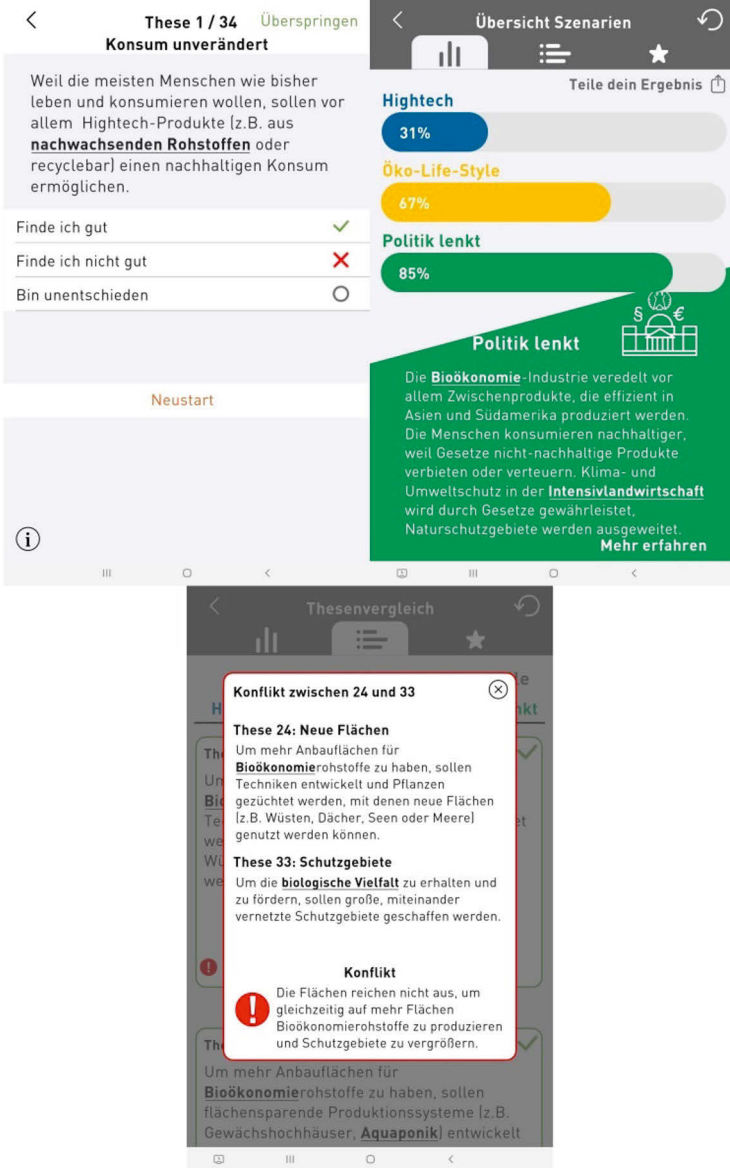 These 1 / 34 Überspringen
Konsum unverändert
Weil die meisten Menschen wie bisher
leben und konsumieren wollen, sollen vor
allem Hightech-Produkte (z.B. aus
nachwachsenden Rohstoffen oder
recyclebar) einen nachhaltigen Konsum
ermöglichen.
Finde ich gut
Finde ich nicht gut
Bin unentschieden
Neustart
i
Übersicht Szenarien
Teile dein Ergebnis
Hightech
31%
Öko-Life-Style
67%
Politik lenkt
85%
§ €
Politik lenkt
Die Bioökonomie-Industrie veredelt vor
allem Zwischenprodukte, die effizient in
Asien und Südamerika produziert werden.
Die Menschen konsumieren nachhaltiger,
weil Gesetze nicht-nachhaltige Produkte
verbieten oder verteuern. Klima- und
Umweltschutz in der Intensivlandwirtschaft
wird durch Gesetze gewährleistet,
Naturschutzgebiete werden ausgeweitet.
Mehr erfahren
Thesenvergleich
Konflikt zwischen 24 und 33
These 24: Neue Flächen
Um mehr Anbauflächen für
Bioökonomierohstoffe zu haben, sollen
Techniken entwickelt und Pflanzen
gezüchtet werden, mit denen neue Flächen
(z.B. Wüsten, Dächer, Seen oder Meere)
genutzt werden können.
These 33: Schutzgebiete
Um die biologische Vielfalt zu erhalten und
zu fördern, sollen große, miteinander
vernetzte Schutzgebiete geschaffen werden.
Konflikt
Die Flächen reichen nicht aus, um
gleichzeitig auf mehr Flächen
Bioökonomierohstoffe zu produzieren
und Schutzgebiete zu vergrößern.
Um mehr Anbauflächen für
Bioökonomierohstoffe zu haben, sollen
flächensparende Produktionssysteme (z.B.
Gewächshochhäuser, Aquaponik) entwickelt